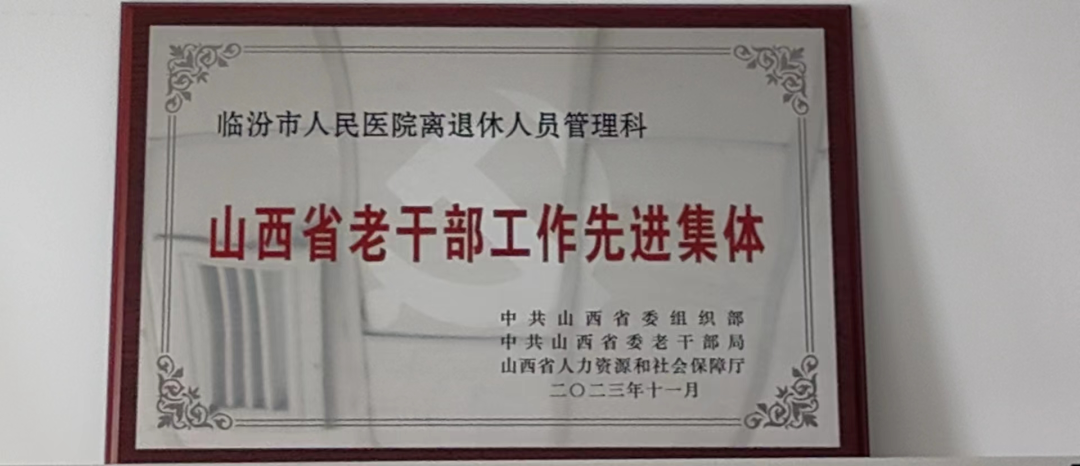 临汾市人民医院离退休人员管理科
山西省老干部工作先进集体
中共山西省委组织部
中共山西省委老干部局
山西省人力资源和社会保障厅
二〇二三年十一月